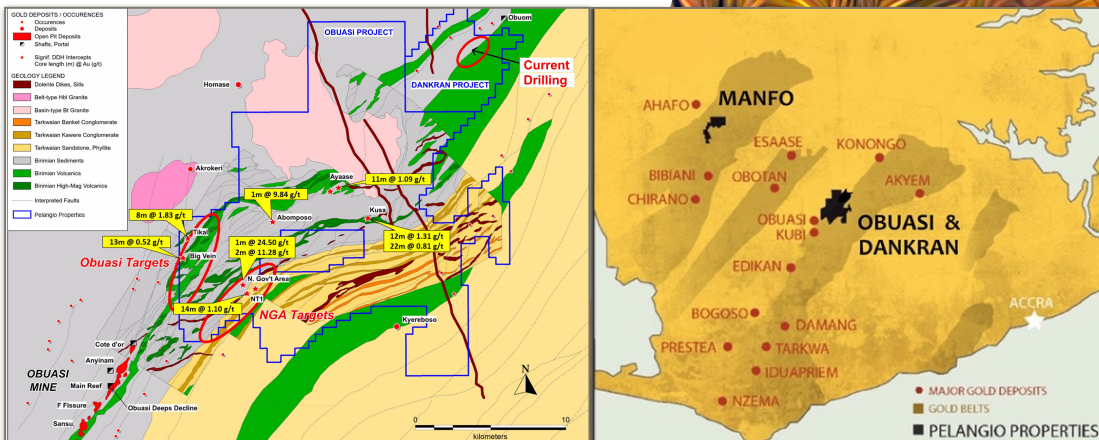 GOLD DEPOSITS / OCCURENCES
Occurences
Deposits
Open Pit Deposits
Shafts, Portal
Signif. DDH Intercepts
Core length (m) @ Au (g/t)
GEOLOGY LEGEND
Dolerite Dikes, Sills
Belt-type Hbl Granite
Basin-type Bt Granite
Tarkwaian Banket Conglomerate
Tarkwaian Kawere Conglomerate
Tarkwaian Sandstone, Phyllite
Birimian Sediments
Birimian Volcanics
Birimian High-Mag Volcanics
Interpreted Faults
Pelangio Properties
OBUASI PROJECT
Obuom
Current
Drilling
DANKRAN PROJECT
Homase
Akrokeri
Ayaase
11m @ 1.09 g/t
1m @ 9.84 g/t
8m @ 1.83 g/t
Abomposo
Kusa
Tikal
13m @ 0.52 g/t
1m @ 24.50 g/t
2m @ 11.28 g/t
12m @ 1.31 g/t
22m @ 0.81 g/t
Big Vein
Obuasi Targets
N. Gov't Area
NT1
14m @ 1.10 g/t
NGA Targets
Kyereboso
Cote d'or
Anyinam
OBUASI
MINE
Main Reef
Obuasi Deeps Decline
F Fissure
Sansu
N
0
10
kilometers
AHAFO
MANFO
ESAASE
KONONGO
BIBIANI
OBOTAN
AKYEM
CHIRANO
OBUASI
KUBI
OBUASI &
DANKRAN
EDIKAN
ACCRA
BOGOSO
DAMANG
PRESTEA
TARKWA
IDUAPRIEM
NZEMA
MAJOR GOLD DEPOSITS
GOLD BELTS
PELANGIO PROPERTIES